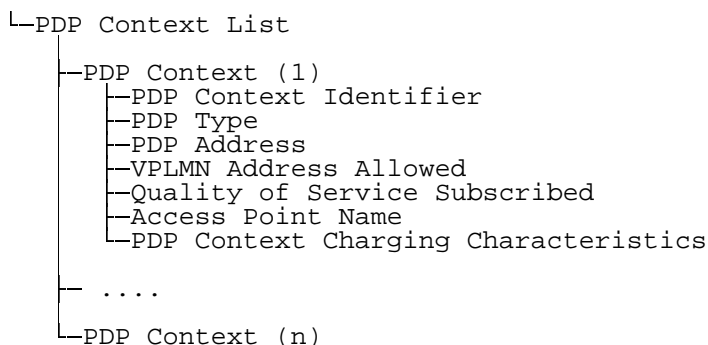 PDP Context List
PDP Context (1)
PDP Context Identifier
PDP Type
PDP Address
VPLMN Address Allowed
Quality of Service Subscribed
Access Point Name
PDP Context Charging Characteristics
....
PDP Context (n)